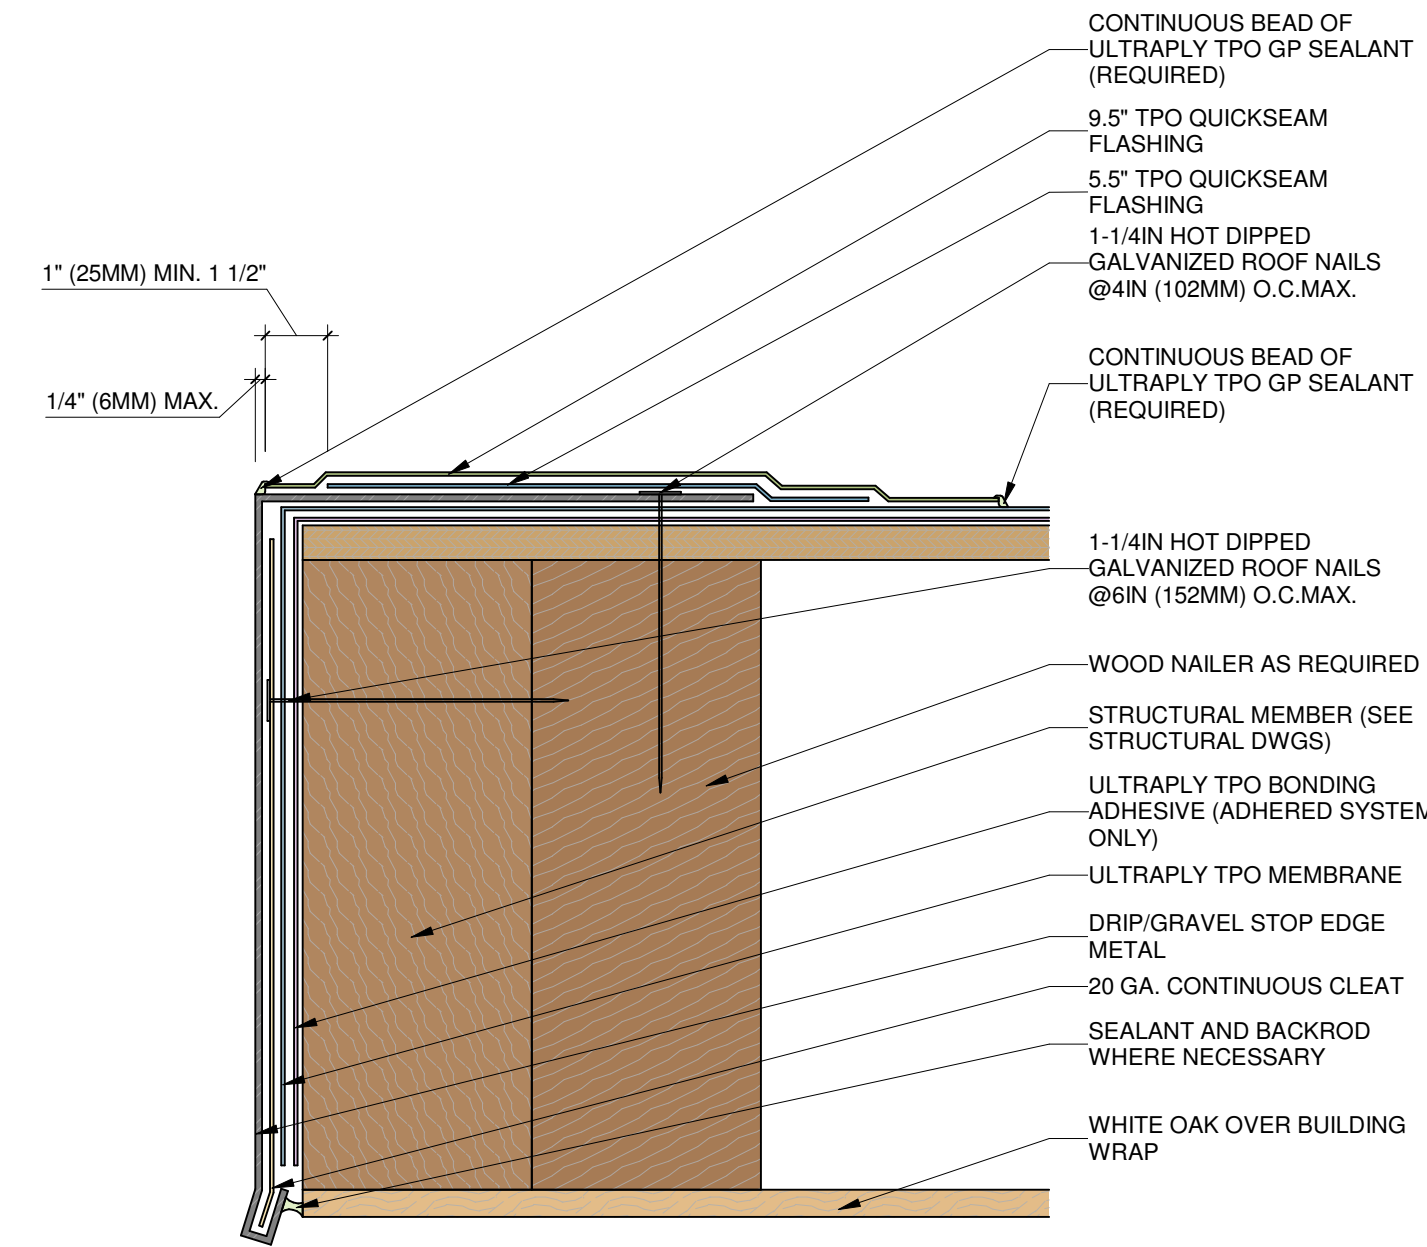 CONTINUOUS BEAD OF
ULTRAPLY TPO GP SEALANT
(REQUIRED)
9.5" TPO QUICKSEAM
FLASHING
5.5" TPO QUICKSEAM
FLASHING
1-1/4IN HOT DIPPED
GALVANIZED ROOF NAILS
@4IN (102MM) O.C.MAX.
1" (25MM) MIN. 1 1/2"
1/4" (6MM) MAX.
CONTINUOUS BEAD OF
ULTRAPLY TPO GP SEALANT
(REQUIRED)
1-1/4IN HOT DIPPED
GALVANIZED ROOF NAILS
@6IN (152MM) O.C.MAX.
WOOD NAILER AS REQUIRED
STRUCTURAL MEMBER (SEE
STRUCTURAL DWGS)
ULTRAPLY TPO BONDING
ADHESIVE (ADHERED SYSTEM
ONLY)
ULTRAPLY TPO MEMBRANE
DRIP/GRAVEL STOP EDGE
METAL
20 GA. CONTINUOUS CLEAT
SEALANT AND BACKROD
WHERE NECESSARY
WHITE OAK OVER BUILDING
WRAP